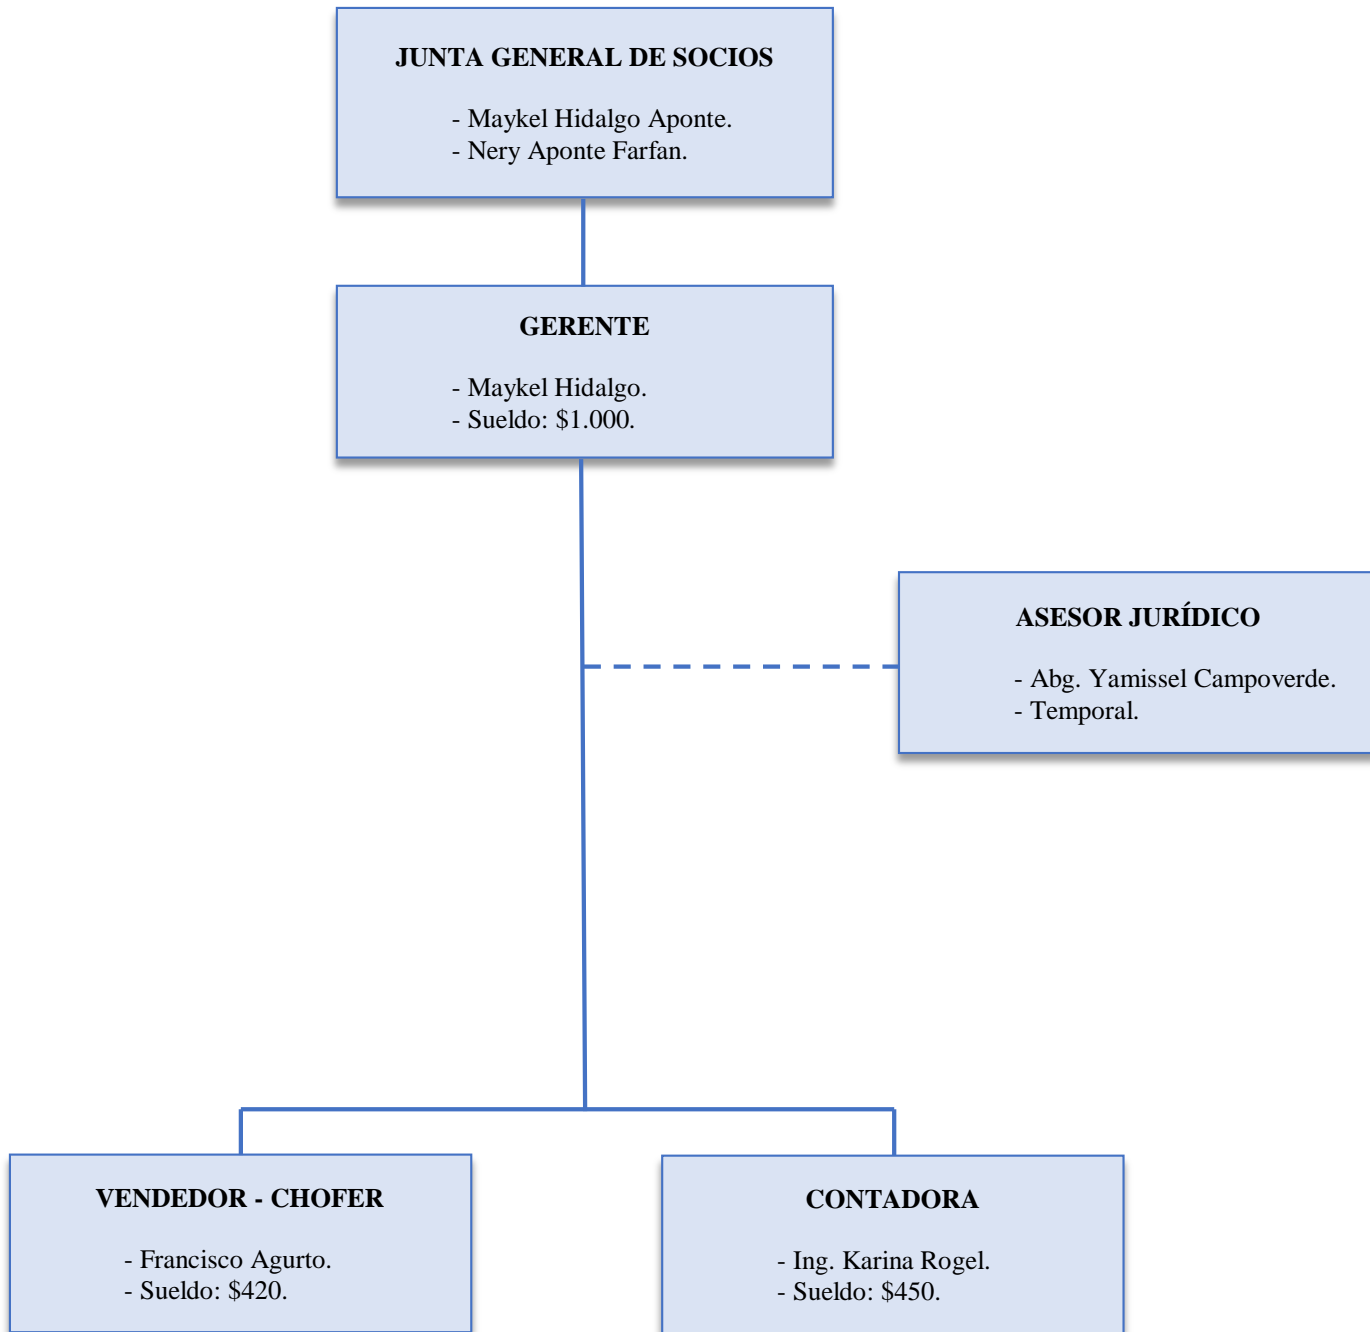 JUNTA GENERAL DE SOCIOS
- Maykel Hidalgo Aponte.
- Nery Aponte Farfan.
GERENTE
- Maykel Hidalgo.
- Sueldo: $1.000.
ASESOR JURÍDICO
- Abg. Yamissel Campoverde.
- Temporal.
VENDEDOR - CHOFER
- Francisco Agurto.
- Sueldo: $420.
CONTADORA
- Ing. Karina Rogel.
- Sueldo: $450.